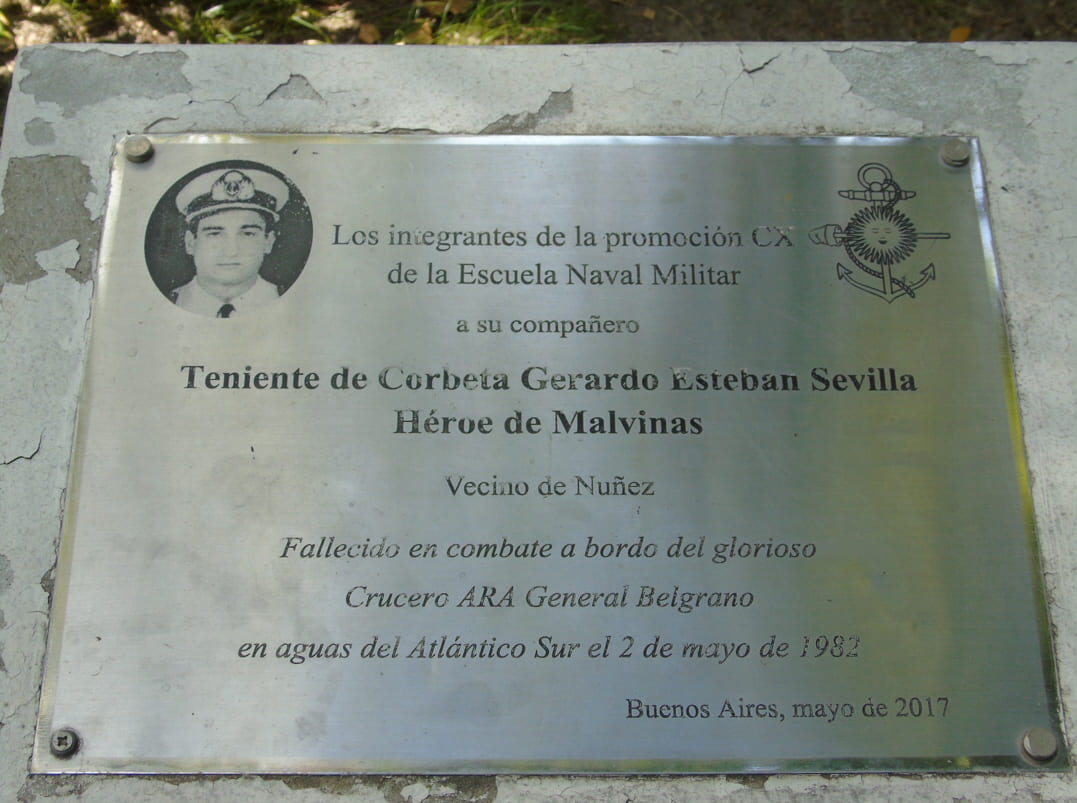 Los integrantes de la promoción CX
de la Escuela Naval Militar
a su compañero
Teniente de Corbeta Gerardo Esteban Sevilla
Héroe de Malvinas
Vecino de Nuñez
Fallecido en combate a bordo del glorioso
Crucero ARA General Belgrano
en aguas del Atlántico Sur el 2 de mayo de 1982
Buenos Aires, mayo de 2017